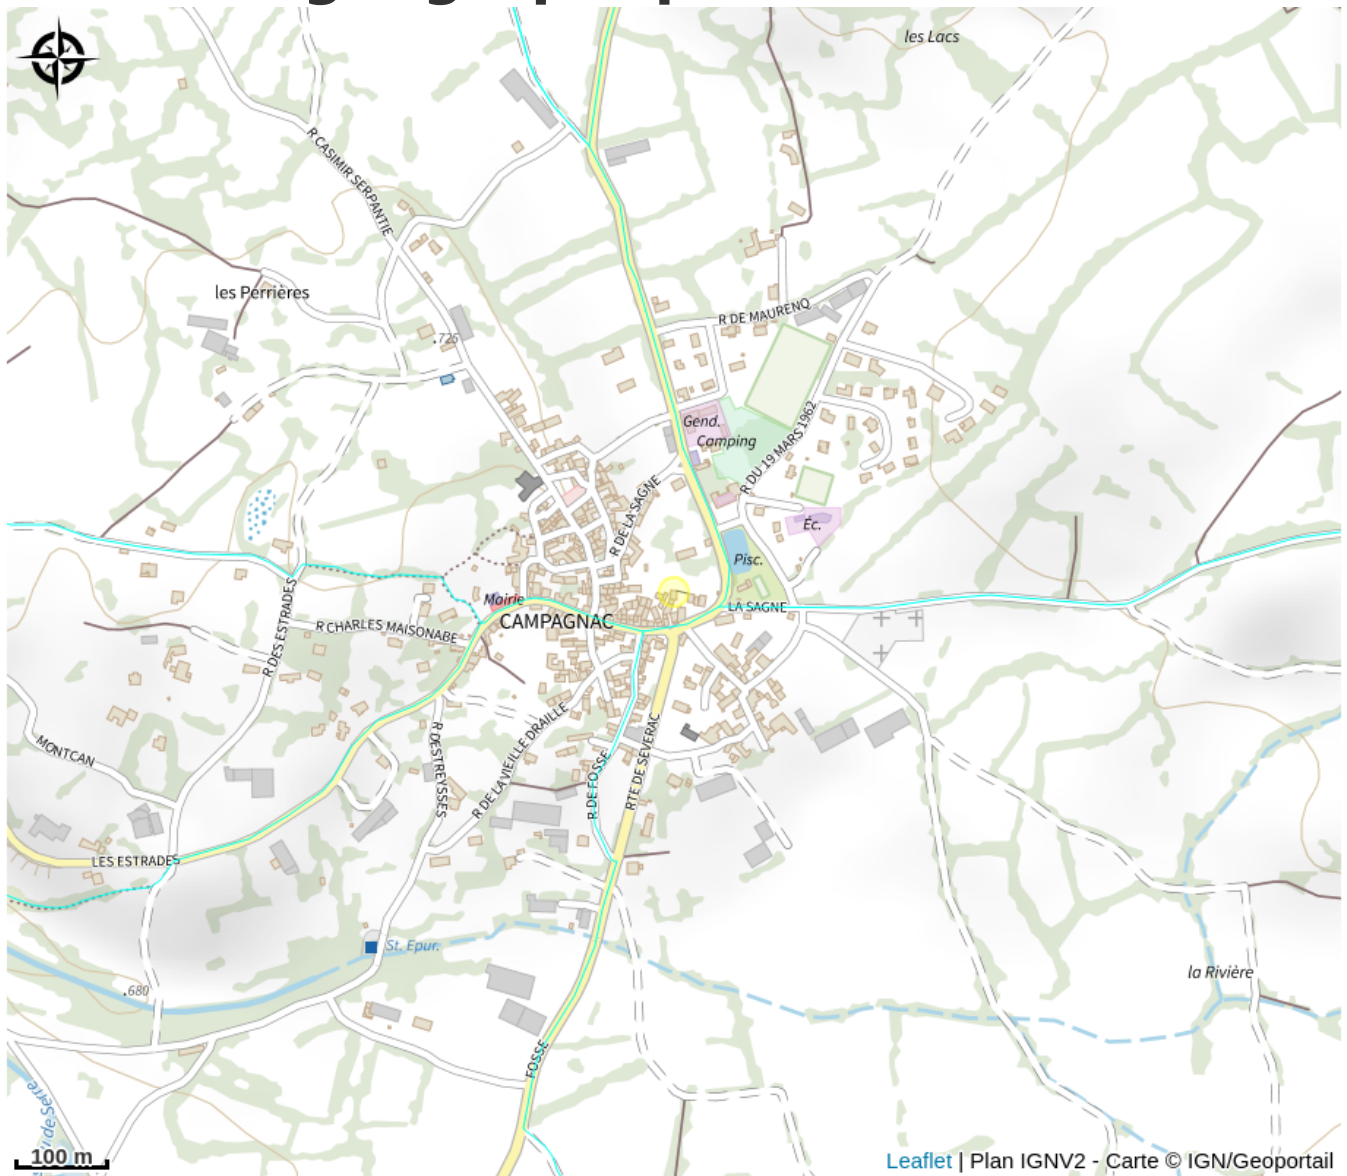 les Lacs
R CASIMIR SERPANTIE
les Perrières
R DE MAURENQ
.725
Gend.
Camping
R DU 19 MARS 1962
R DE LA SAGNE
Éc.
Pisc.
Mairie
LA SAGNE
CAMPAGNAC
R CHARLES MAISONABE
R DES ESTRADES
MONTCAN
R DESTREYSSES
R DE LA VIEILLE DRAILLE
R DE FOSSE
RTE DE SEVERAC
LES ESTRADES
St. Epur.
la Rivière
.680
FOSSE
de Serre
100 m
Leaflet | Plan IGNV2 - Carte © IGN/Geoportail